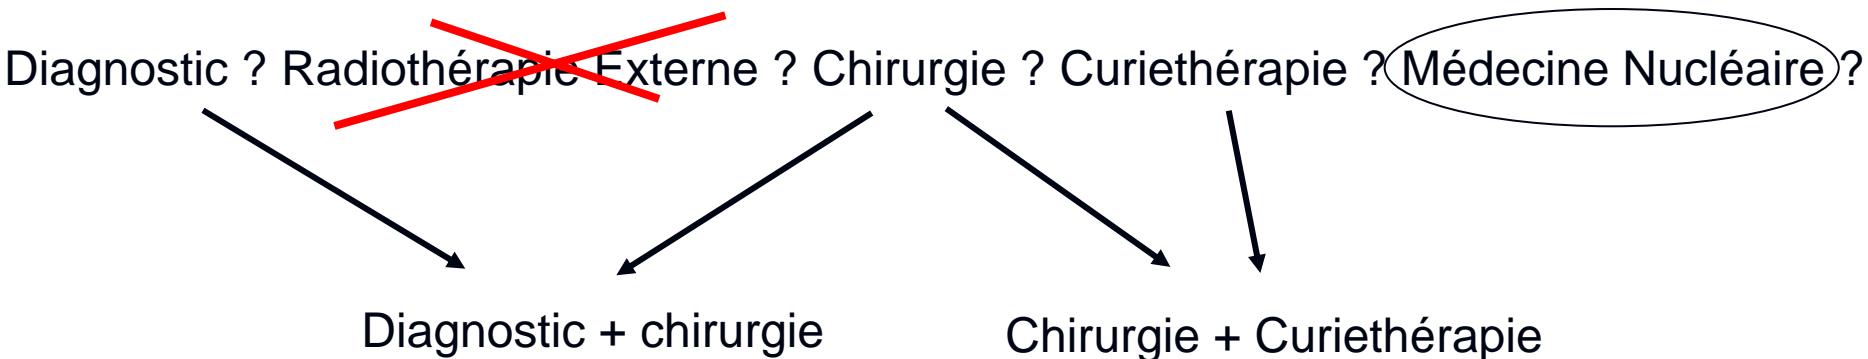 Diagnostic ? Radiothérapie Externe ? Chirurgie ? Curiethérapie ? Médecine Nucléaire ?
Diagnostic + chirurgie
Chirurgie + Curiethérapie